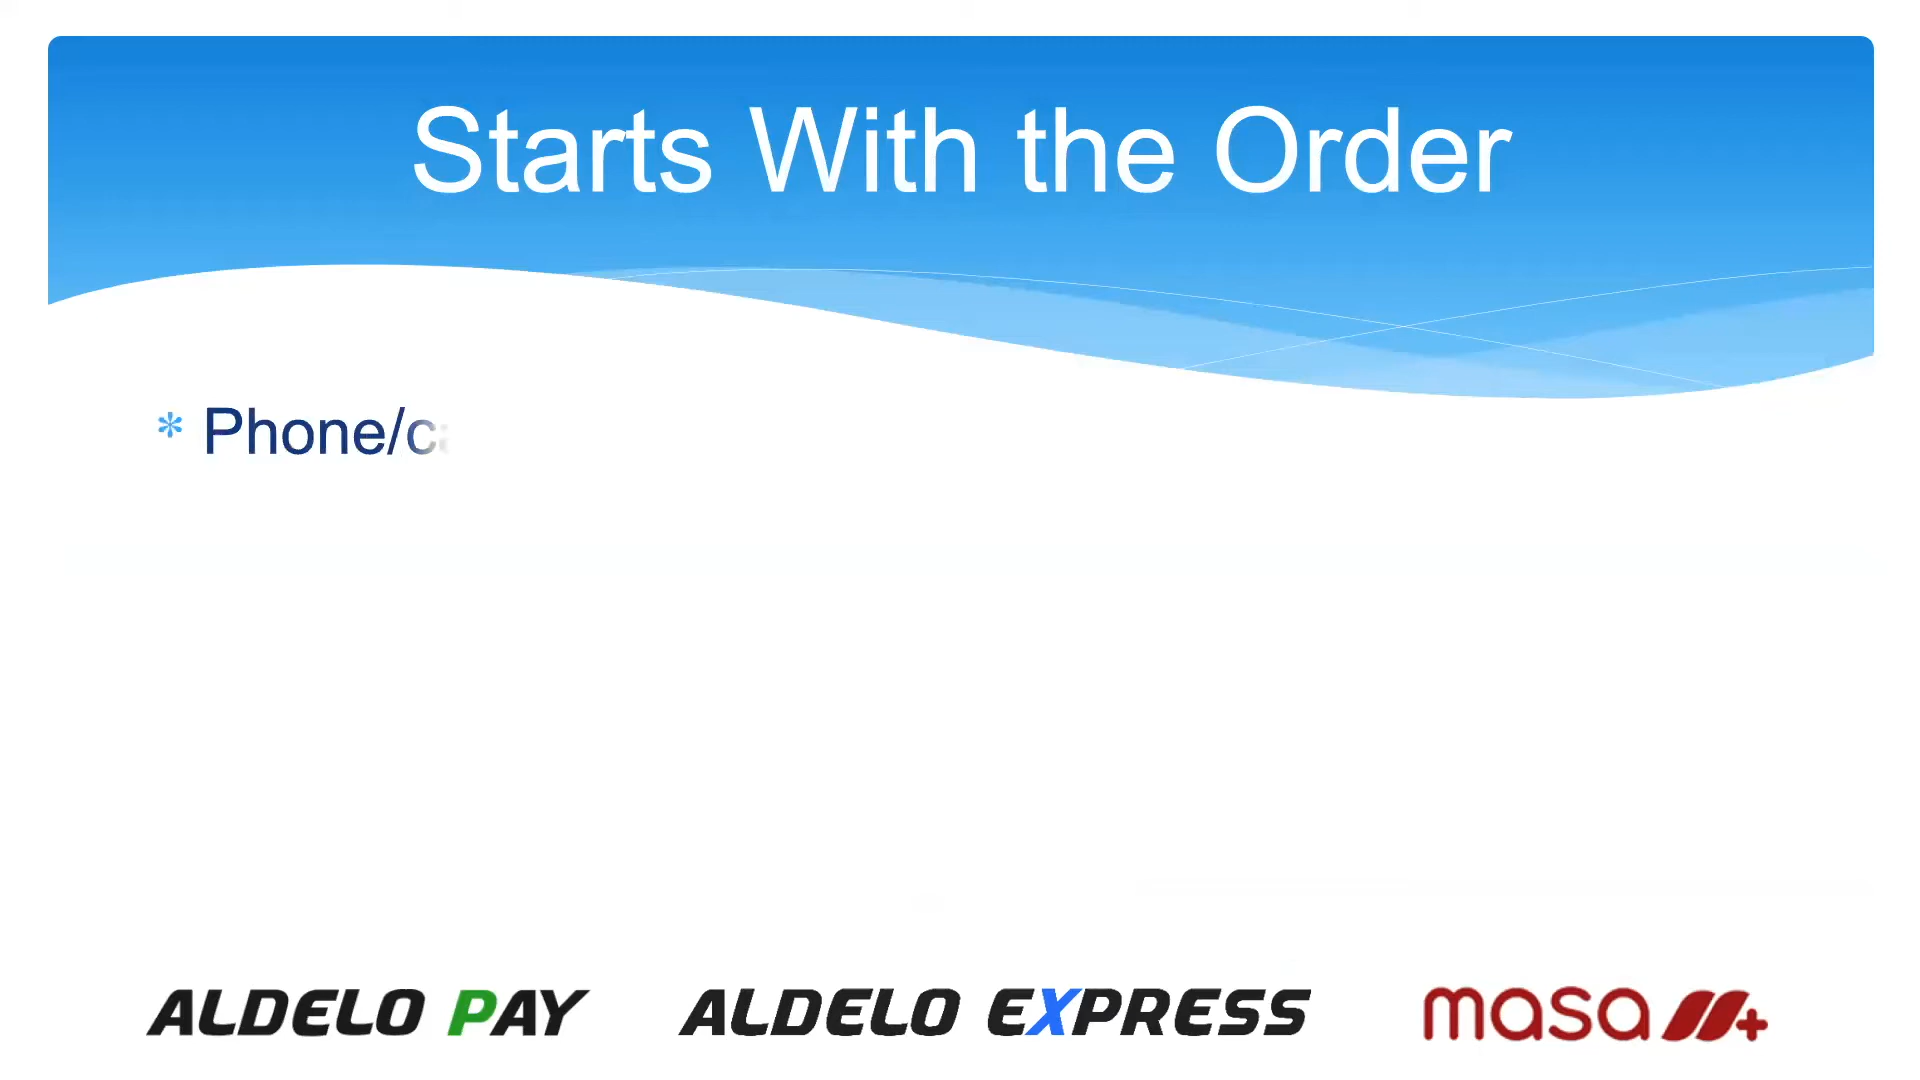 Starts With the Order
* Phone/c
ALDELO PAY ALDELO EXPRESS masa